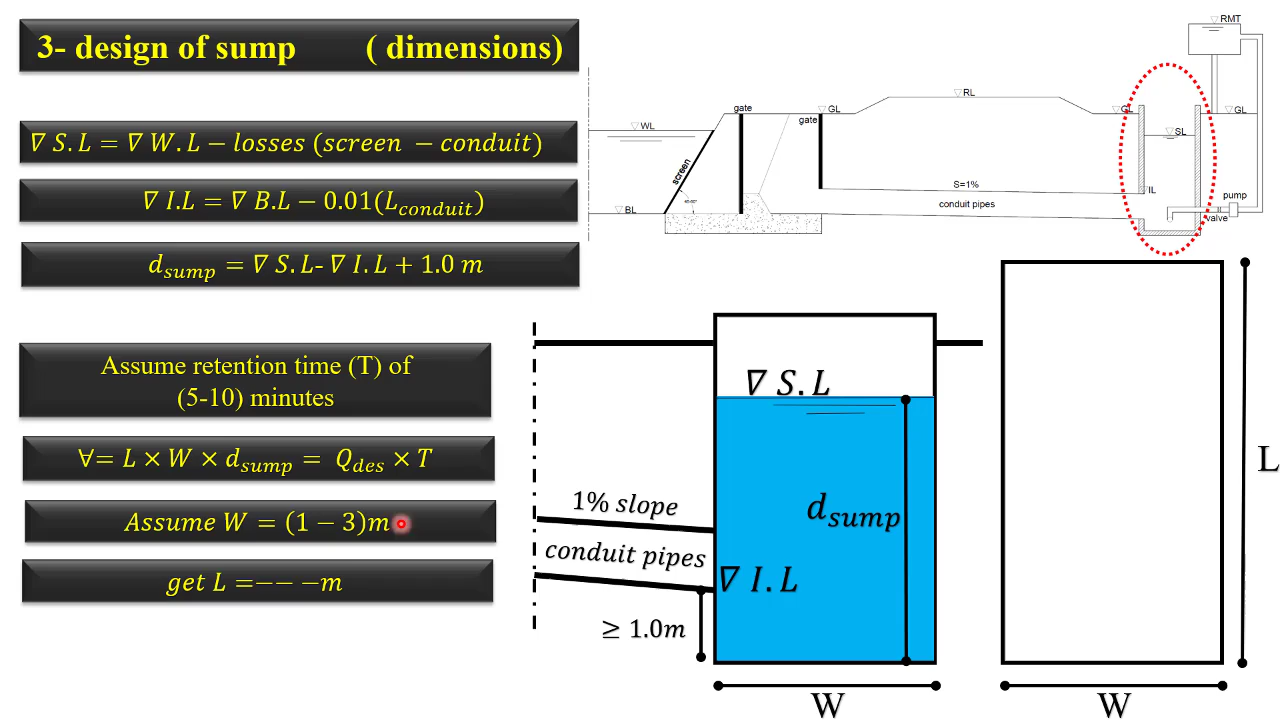 3- design of sump ( dimensions)
∇ S.L = ∇ W.L − losses (screen − conduit)
∇ I.L = ∇ B.L − 0.01(L_conduit)
d_sump = ∇ S.L- ∇ I.L + 1.0 m
Assume retention time (T) of
(5-10) minutes
∀= L × W × d_sump = Q_des × T
Assume W = (1 − 3)m
get L =−− −m
RMT
RL
gate
GL
gate
GL
GL
WL
SL
screen
S=1%
IL
conduit pipes
pump
valve
BL
∇ S.L
1% slope
d_sump
conduit pipes
∇ I.L
≥ 1.0m
W
L
W